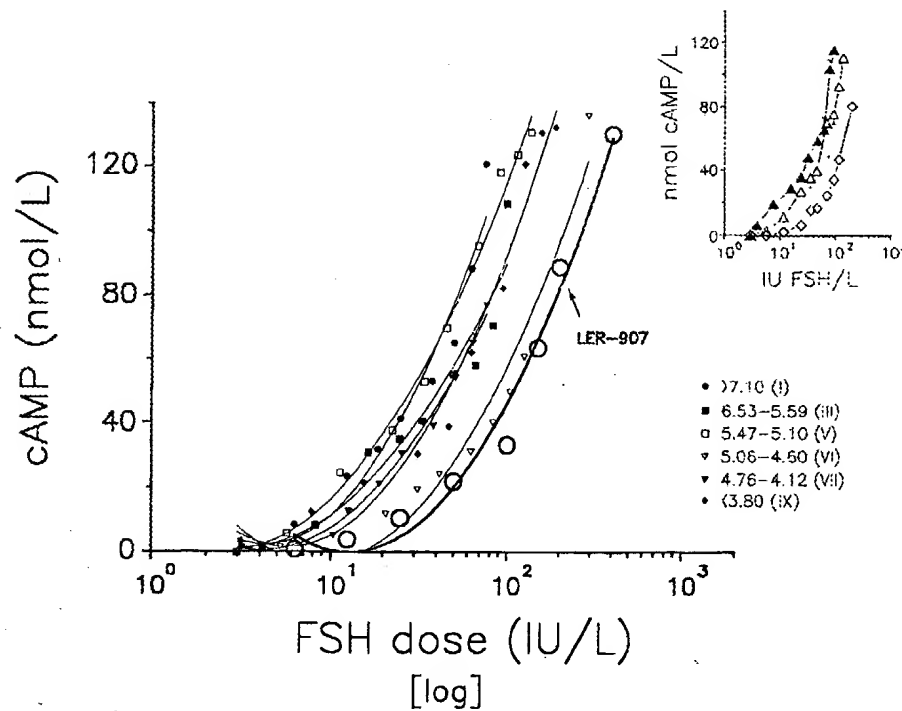 cAMP (nmol/L)
120
80
40
0
10⁰
10¹
10²
10³
FSH dose (IU/L)
[log]
LER-907
nmol cAMP/L
120
80
40
0
10⁰
10¹
10²
IU FSH/L
>7.10 (I)
6.53-5.59 (III)
5.47-5.10 (V)
5.06-4.60 (VI)
4.76-4.12 (VII)
<3.80 (IX)